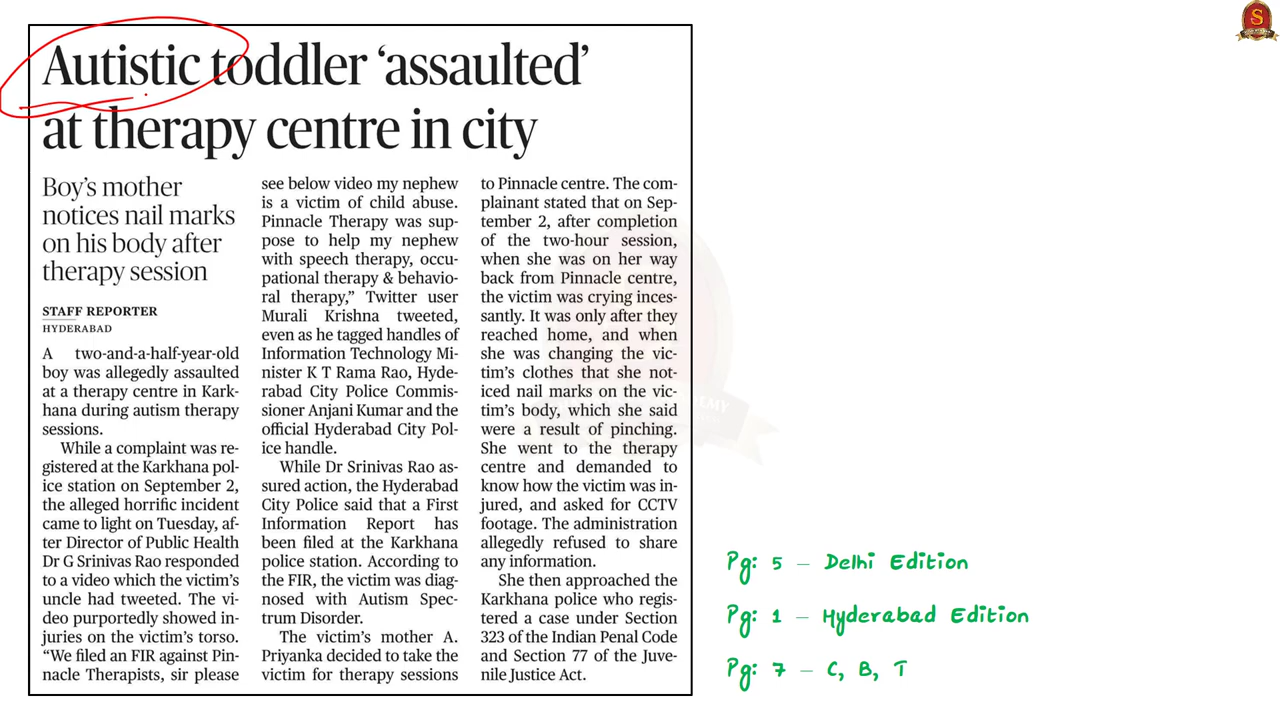 Autistic toddler ‘assaulted’
at therapy centre in city
Boy’s mother
notices nail marks
on his body after
therapy session
STAFF REPORTER
HYDERABAD
A two-and-a-half-year-old
boy was allegedly assaulted
at a therapy centre in Kark-
hana during autism therapy
sessions.
While a complaint was re-
gistered at the Karkhana pol-
ice station on September 2,
the alleged horrific incident
came to light on Tuesday, af-
ter Director of Public Health
Dr G Srinivas Rao responded
to a video which the victim’s
uncle had tweeted. The vi-
deo purportedly showed in-
juries on the victim’s torso.
“We filed an FIR against Pin-
nacle Therapists, sir please
see below video my nephew
is a victim of child abuse.
Pinnacle Therapy was sup-
pose to help my nephew
with speech therapy, occu-
pational therapy & behavio-
ral therapy,” Twitter user
Murali Krishna tweeted,
even as he tagged handles of
Information Technology Mi-
nister K T Rama Rao, Hyde-
rabad City Police Commis-
sioner Anjani Kumar and the
official Hyderabad City Pol-
ice handle.
While Dr Srinivas Rao as-
sured action, the Hyderabad
City Police said that a First
Information Report has
been filed at the Karkhana
police station. According to
the FIR, the victim was diag-
nosed with Autism Spec-
trum Disorder.
The victim’s mother A.
Priyanka decided to take the
victim for therapy sessions
to Pinnacle centre. The com-
plainant stated that on Sep-
tember 2, after completion
of the two-hour session,
when she was on her way
back from Pinnacle centre,
the victim was crying inces-
santly. It was only after they
reached home, and when
she was changing the vic-
tim’s clothes that she not-
iced nail marks on the vic-
tim’s body, which she said
were a result of pinching.
She went to the therapy
centre and demanded to
know how the victim was in-
jured, and asked for CCTV
footage. The administration
allegedly refused to share
any information.
She then approached the
Karkhana police who regis-
tered a case under Section
323 of the Indian Penal Code
and Section 77 of the Juve-
nile Justice Act.
Pg: 5 – Delhi Edition
Pg: 1 – Hyderabad Edition
Pg: 7 – C, B, T